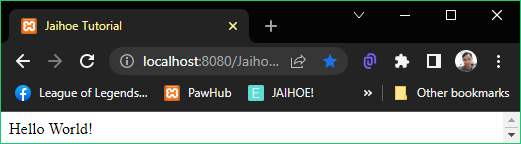 Jaihoe Tutorial
localhost:8080/Jaiho...
League of Legends... PawHub JAIHOE! » Other bookmarks
Hello World!